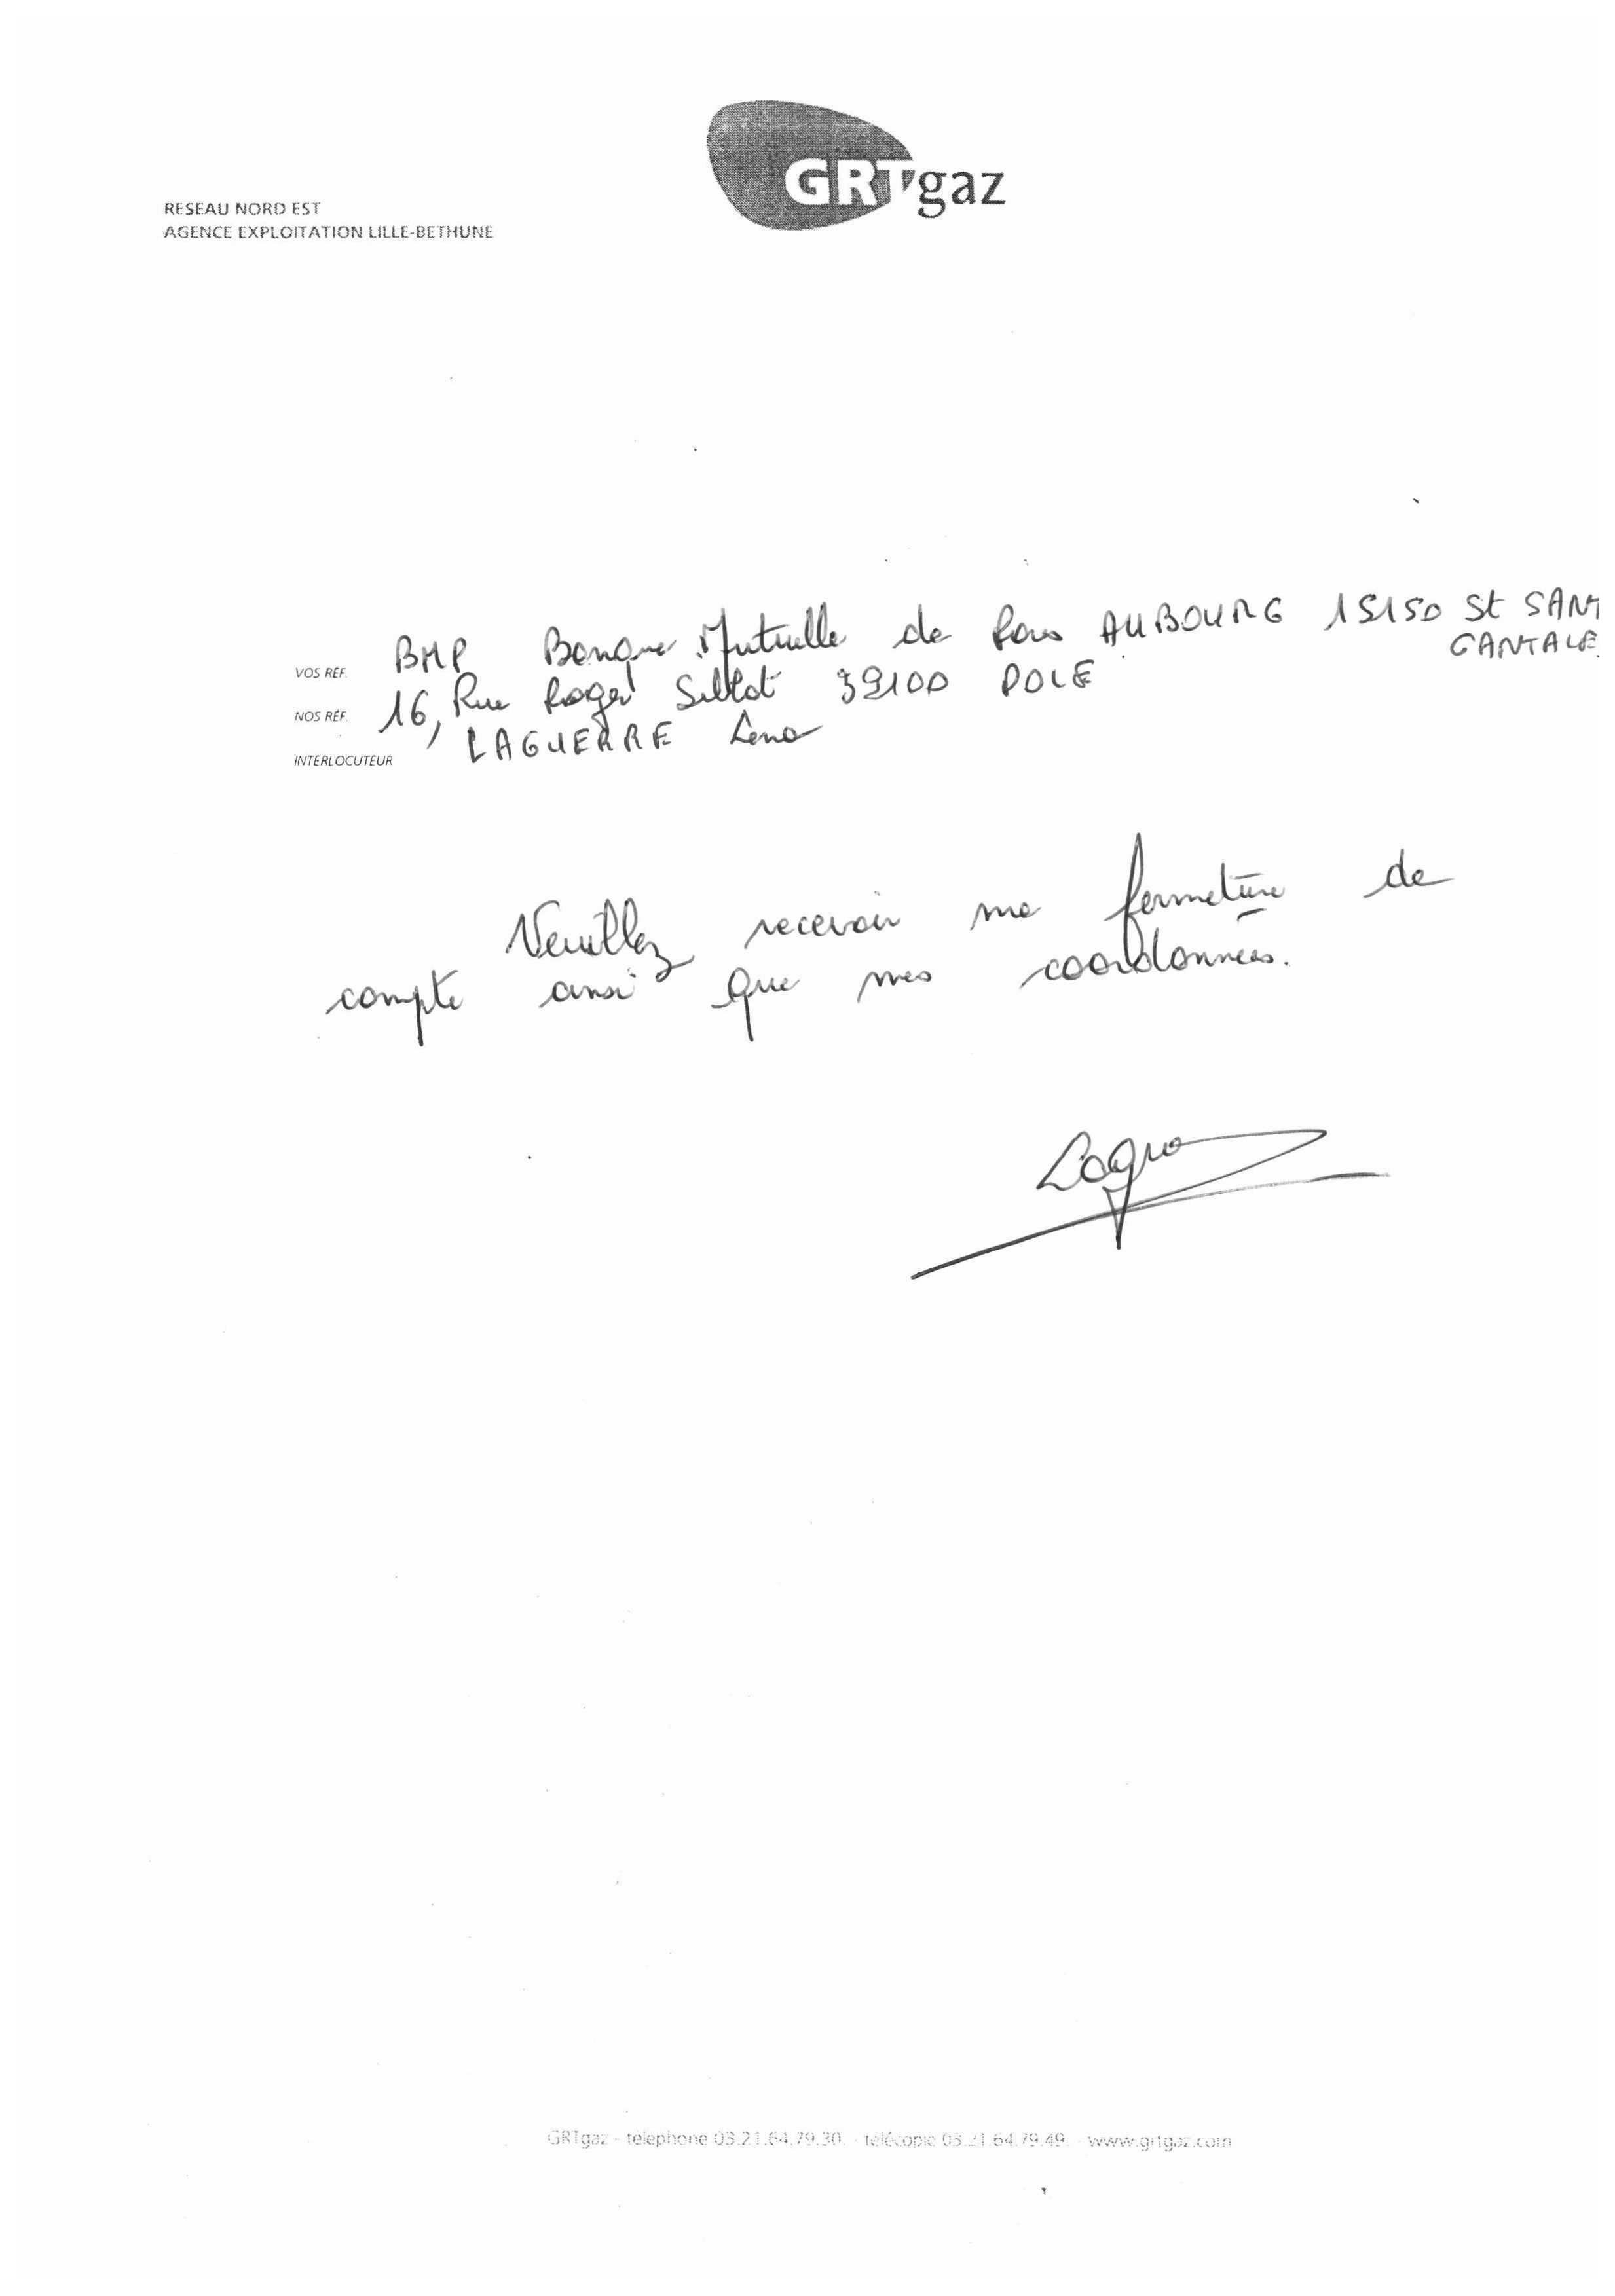 GRTgaz
RESEAU NORD EST
AGENCE EXPLOITATION LILLE-BETHUNE
VOS RÉF. BMP Banque Mutuelle de Paris AUBOURG 15150 St SANT
CANTALE
NOS RÉF. 16, Rue Roger 39100 DOLE
INTERLOCUTEUR LAGUERRE Lena
Veuillez recevoir ma fermeture de
compte ainsi que mes coordonnées.
GRTgaz - telephone 03.21.64.79.30. - télécopie 03.21.64.79.49. - www.grtgaz.com